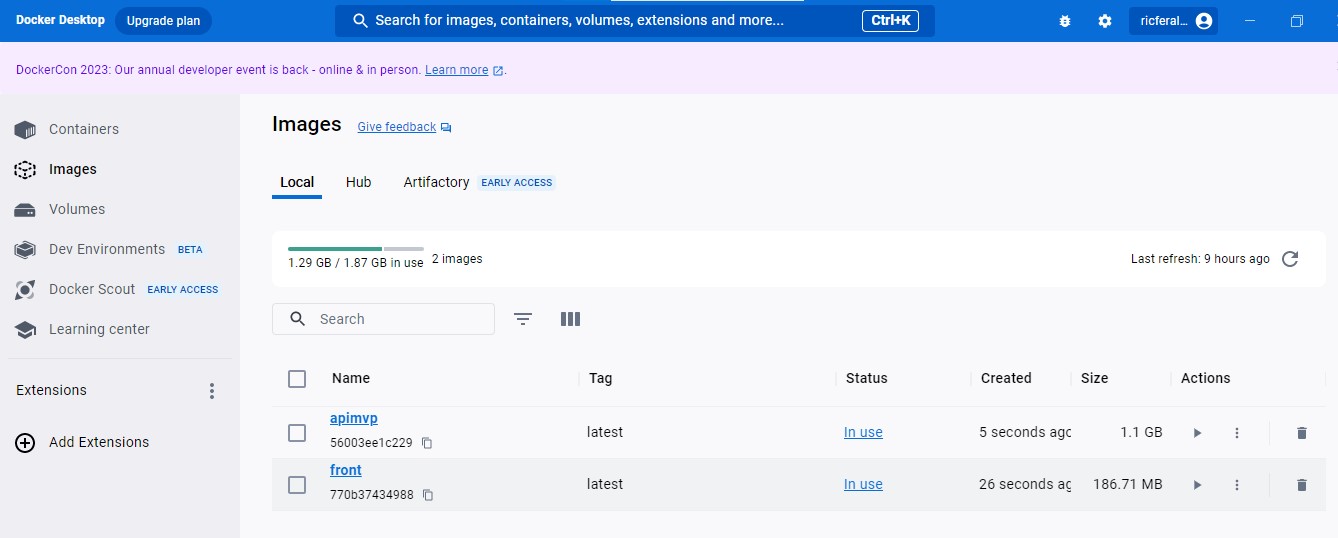 Docker Desktop Upgrade plan Search for images, containers, volumes, extensions and more... Ctrl+K ricferal...
DockerCon 2023: Our annual developer event is back - online & in person. Learn more .
Containers
Images
Volumes
Dev Environments BETA
Docker Scout EARLY ACCESS
Learning center
Extensions
Add Extensions
Images Give feedback
Local Hub Artifactory EARLY ACCESS
1.29 GB / 1.87 GB in use 2 images Last refresh: 9 hours ago
Search
Name Tag Status Created Size Actions
apimvp
56003ee1c229
latest In use 5 seconds agc 1.1 GB
front
770b37434988
latest In use 26 seconds ag 186.71 MB